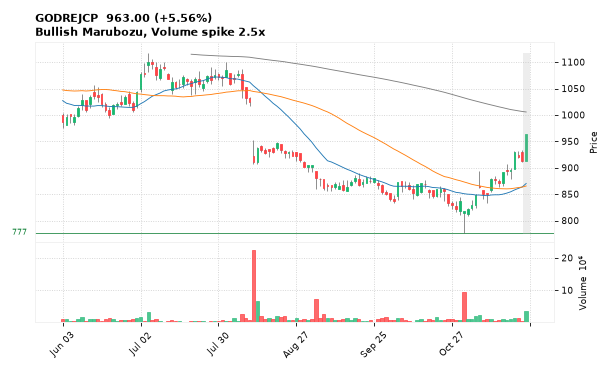 GODREJCP 963.00 (+5.56%)
Bullish Marubozu, Volume spike 2.5x
1100
1050
1000
950
900
850
800
Price
777
20
10
Volume 10⁶
Jun 03
Jul 02
Jul 30
Aug 27
Sep 25
Oct 27